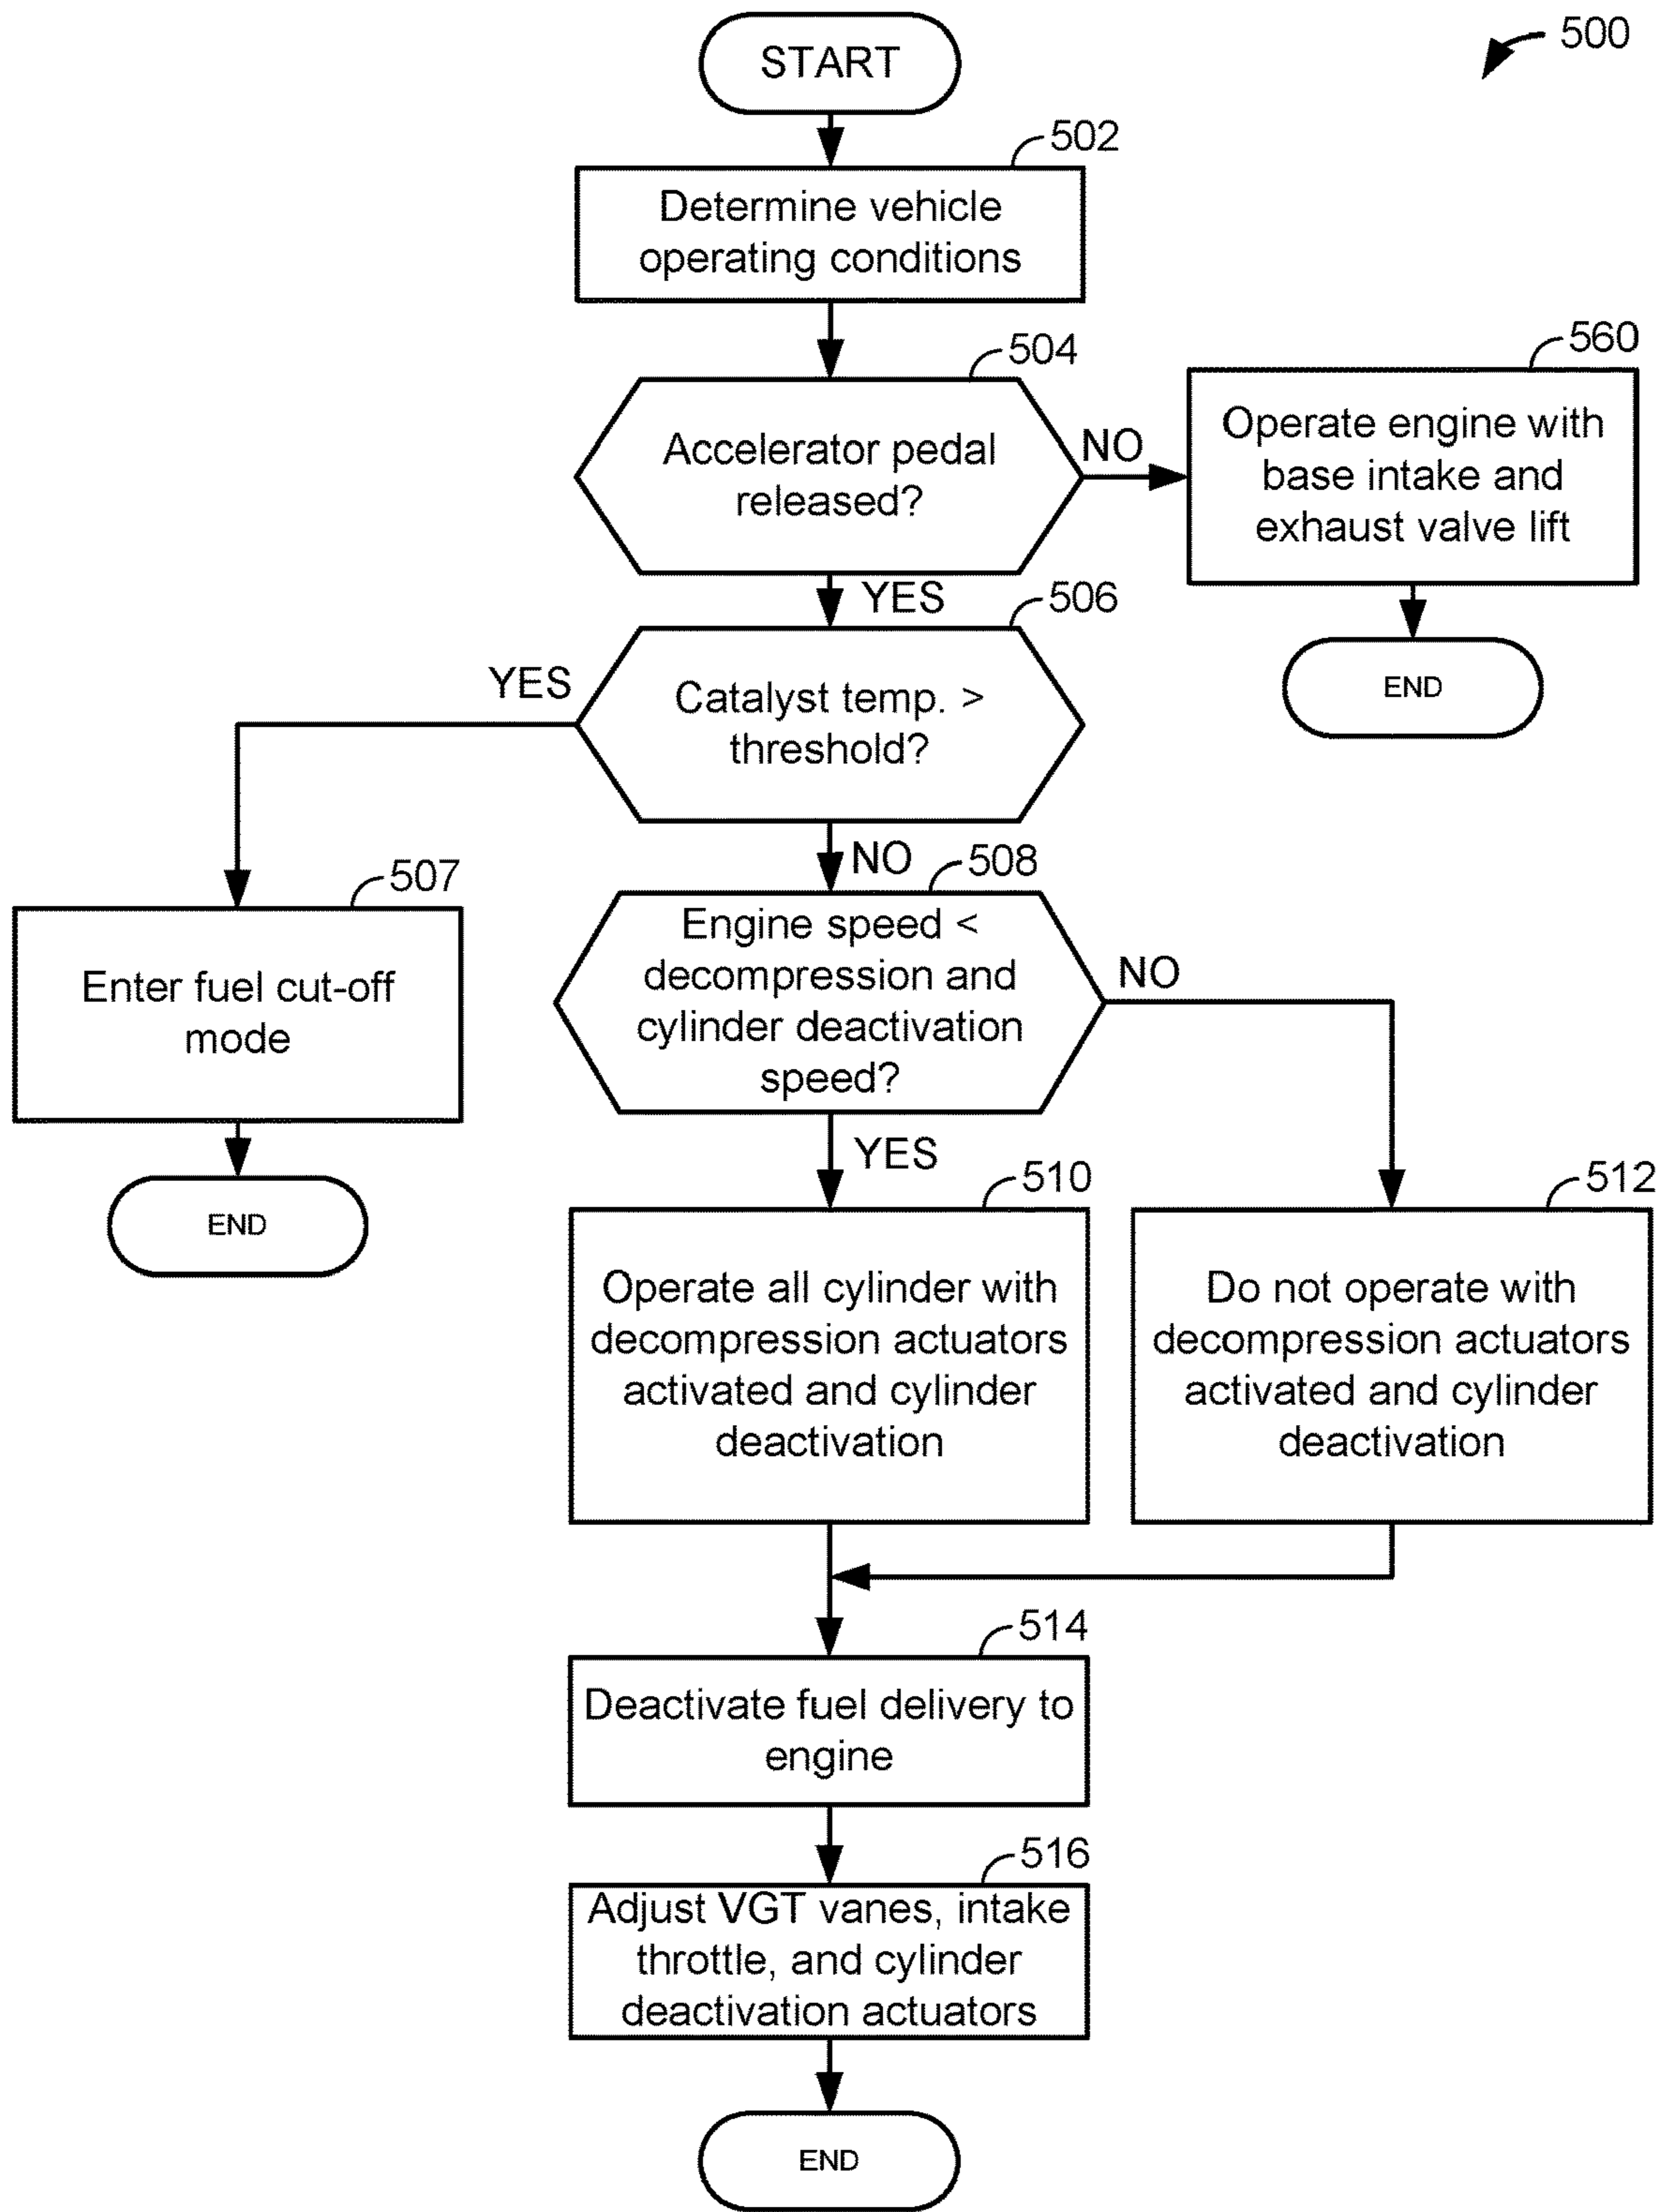 500
START
502
Determine vehicle
operating conditions
504
Accelerator pedal
released?
NO
560
Operate engine with
base intake and
exhaust valve lift
END
YES
506
Catalyst temp. >
threshold?
YES
507
Enter fuel cut-off
mode
END
NO
508
Engine speed <
decompression and
cylinder deactivation
speed?
NO
YES
510
Operate all cylinder with
decompression actuators
activated and cylinder
deactivation
512
Do not operate with
decompression actuators
activated and cylinder
deactivation
514
Deactivate fuel delivery to
engine
516
Adjust VGT vanes, intake
throttle, and cylinder
deactivation actuators
END